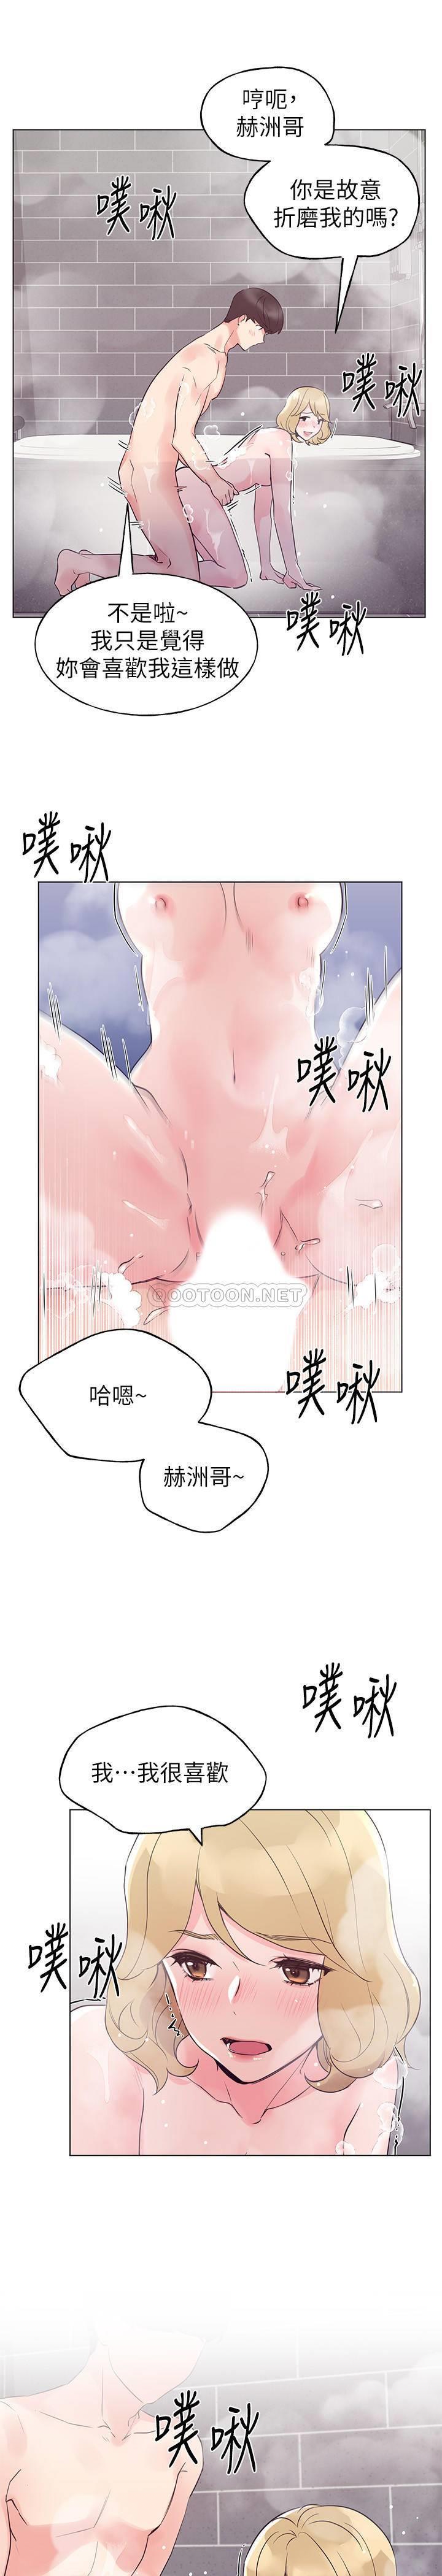 哼呃，
赫洲哥
你是故意
折磨我的嗎?
噗啾
噗啾
噗啾
不是啦~
我只是覺得
妳會喜歡我這樣做
噗啾
噗啾
QOOTOON.NET
噗啾
哈嗯~
赫洲哥~
噗啾
我⋯我很喜歡
噗啾
噗啾